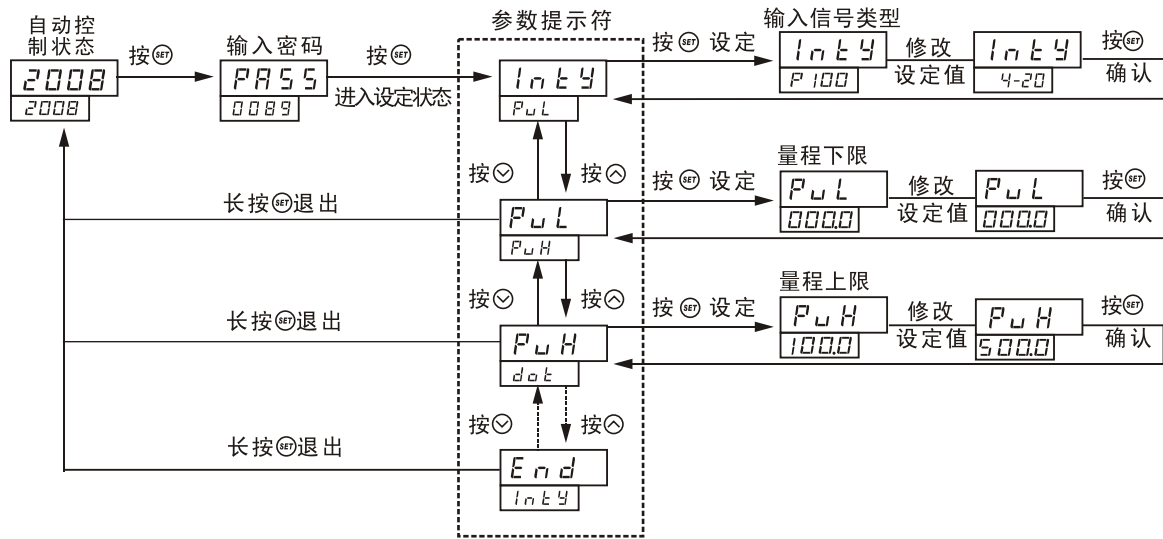 自动控
制状态
2008
2008
按SET
输入密码
PASS
0089
按SET
进入设定状态
参数提示符
IntY
PuL
按SET 设定
输入信号类型
IntY
P100
修改
设定值
IntY
4-20
按SET
确认
按
按
长按SET退出
PuL
PuH
按SET 设定
量程下限
PuL
000.0
修改
设定值
PuL
000.0
按SET
确认
按
按
长按SET退出
PuH
dot
按SET 设定
量程上限
PuH
100.0
修改
设定值
PuH
500.0
按SET
确认
按
按
长按SET退出
End
IntY